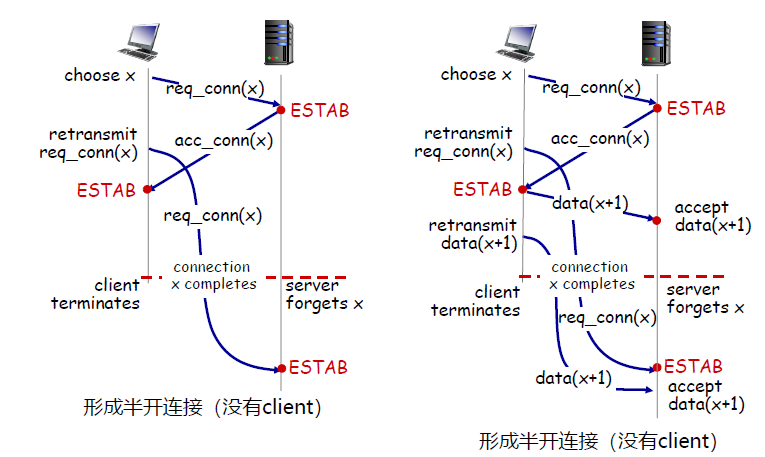 choose x
req_conn(x)
ESTAB
retransmit
req_conn(x)
acc_conn(x)
ESTAB
req_conn(x)
connection
x completes
client
terminates
server
forgets x
ESTAB
形成半开连接（没有client）
choose x
req_conn(x)
ESTAB
retransmit
req_conn(x)
acc_conn(x)
ESTAB
data(x+1)
accept
data(x+1)
retransmit
data(x+1)
connection
x completes
client
terminates
server
forgets x
req_conn(x)
ESTAB
data(x+1)
accept
data(x+1)
形成半开连接（没有client）